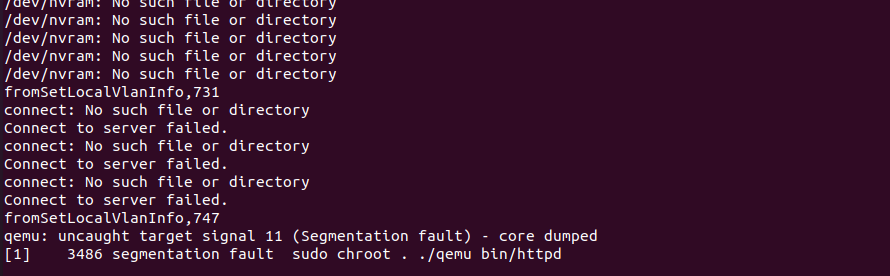 /dev/nvram: No such file or directory
/dev/nvram: No such file or directory
/dev/nvram: No such file or directory
/dev/nvram: No such file or directory
/dev/nvram: No such file or directory
fromSetLocalVlanInfo,731
connect: No such file or directory
Connect to server failed.
connect: No such file or directory
Connect to server failed.
connect: No such file or directory
Connect to server failed.
fromSetLocalVlanInfo,747
qemu: uncaught target signal 11 (Segmentation fault) - core dumped
[1]    3486 segmentation fault  sudo chroot . ./qemu bin/httpd